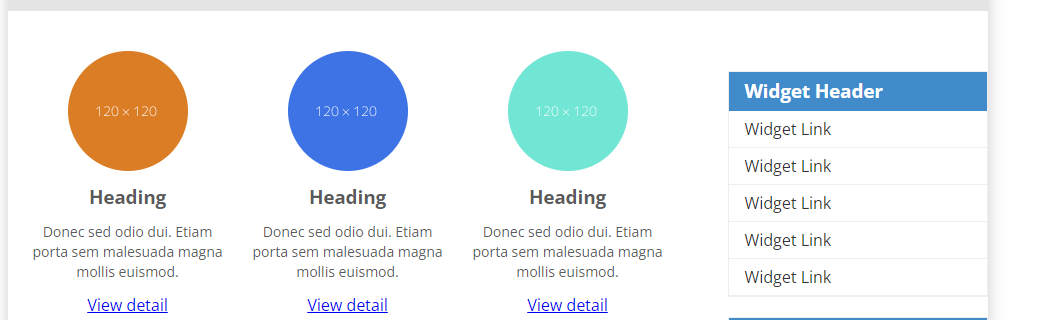 120 × 120
Heading
Donec sed odio dui. Etiam
porta sem malesuada magna
mollis euismod.
View detail
120 × 120
Heading
Donec sed odio dui. Etiam
porta sem malesuada magna
mollis euismod.
View detail
120 × 120
Heading
Donec sed odio dui. Etiam
porta sem malesuada magna
mollis euismod.
View detail
Widget Header
Widget Link
Widget Link
Widget Link
Widget Link
Widget Link